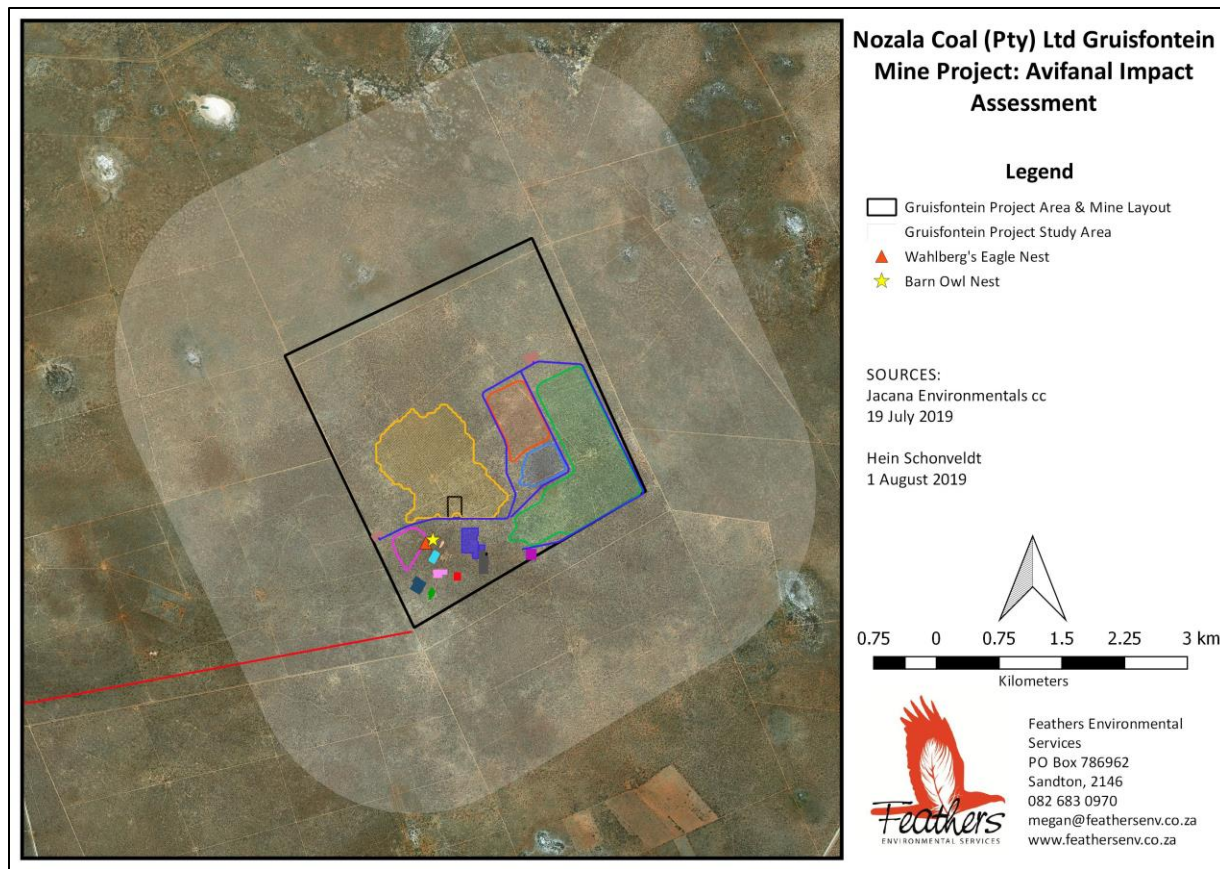 Nozala Coal (Pty) Ltd Gruisfontein
Mine Project: Avifanal Impact
Assessment
Legend
Gruisfontein Project Area & Mine Layout
Gruisfontein Project Study Area
Wahlberg's Eagle Nest
Barn Owl Nest
SOURCES:
Jacana Environmentals cc
19 July 2019
Hein Schonveldt
1 August 2019
0.75 0 0.75 1.5 2.25 3 km
Kilometers
Feathers
ENVIRONMENTAL SERVICES
Feathers Environmental
Services
PO Box 786962
Sandton, 2146
082 683 0970
megan@feathersenv.co.za
www.feathersenv.co.za